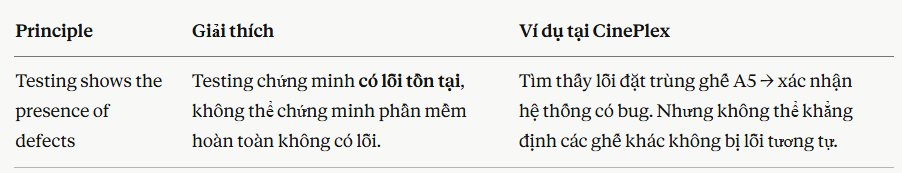 Principle Giải thích Ví dụ tại CinePlex
Testing shows the Testing chứng minh có lỗi tồn tại, Tìm thấy lỗi đặt trùng ghế A5 → xác nhận
presence of không thể chứng minh phần mềm hệ thống có bug. Nhưng không thể khẳng
defects hoàn toàn không có lỗi. định các ghế khác không bị lỗi tương tự.